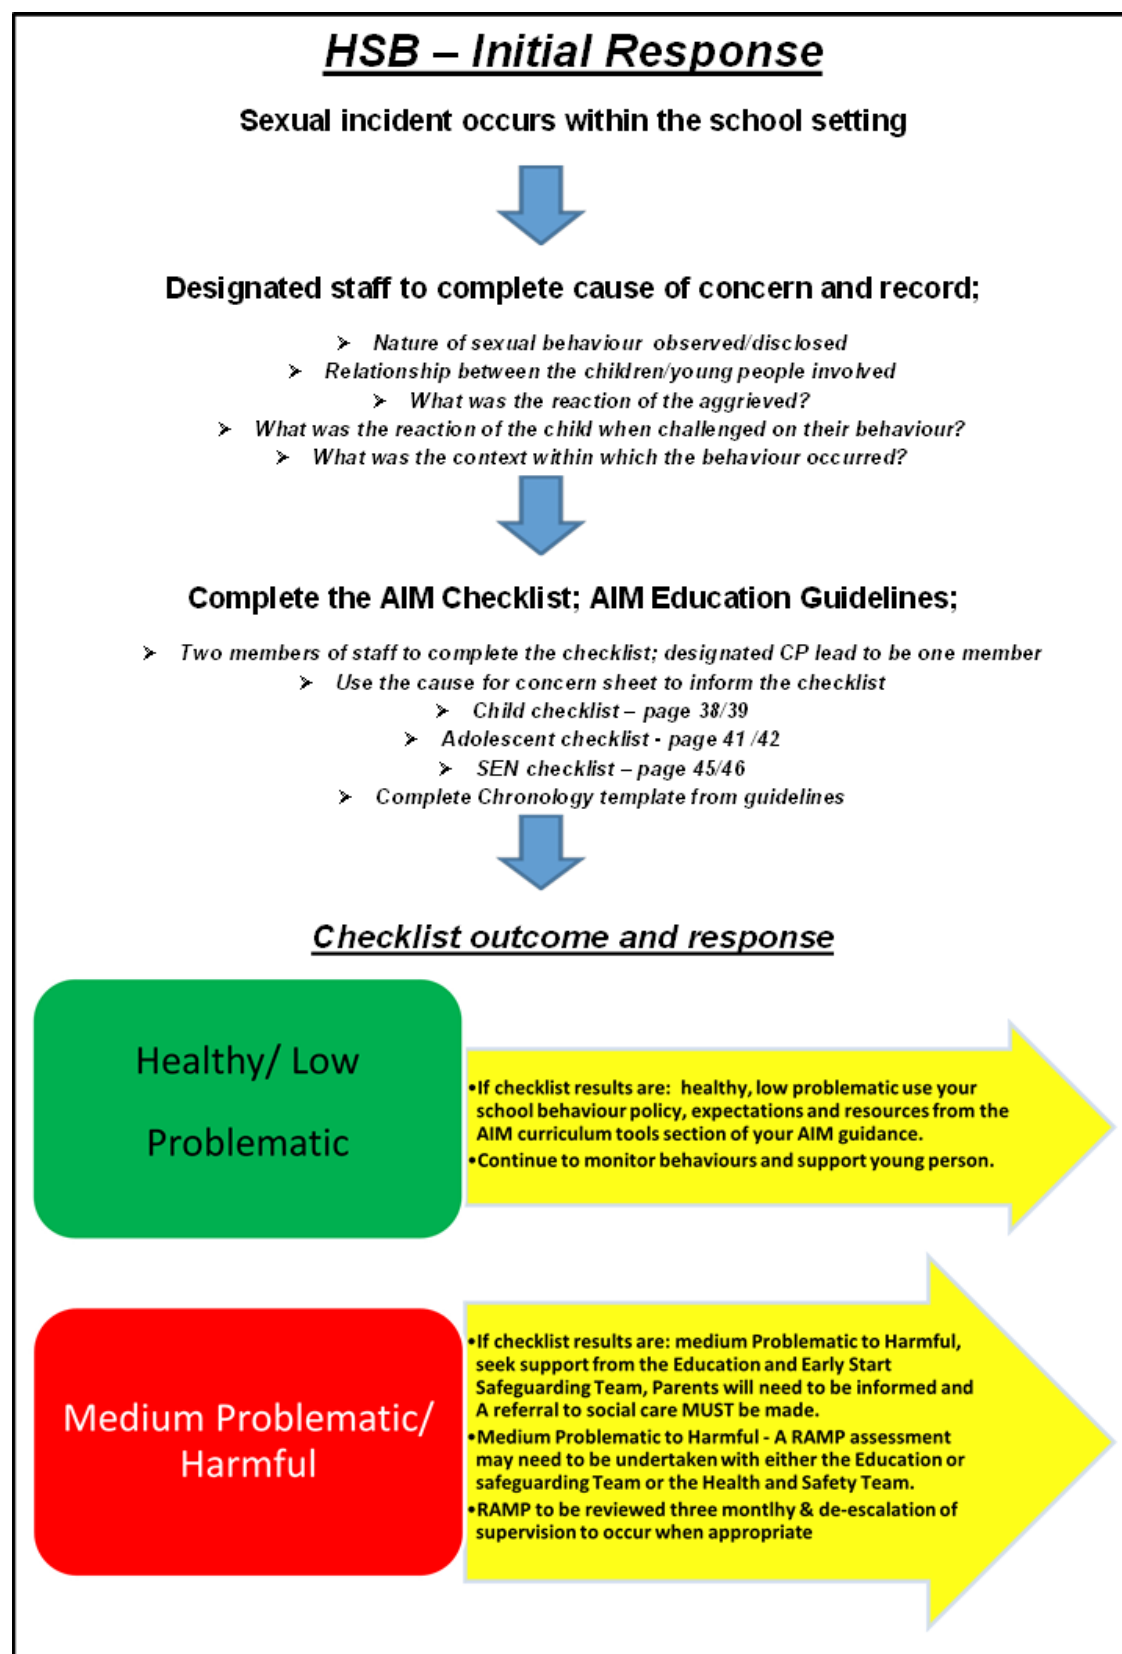 HSB – Initial Response
Sexual incident occurs within the school setting
Designated staff to complete cause of concern and record;
➢ Nature of sexual behaviour observed/disclosed
➢ Relationship between the children/young people involved
➢ What was the reaction of the aggrieved?
➢ What was the reaction of the child when challenged on their behaviour?
➢ What was the context within which the behaviour occurred?
Complete the AIM Checklist; AIM Education Guidelines;
➢ Two members of staff to complete the checklist; designated CP lead to be one member
➢ Use the cause for concern sheet to inform the checklist
➢ Child checklist – page 38/39
➢ Adolescent checklist - page 41 /42
➢ SEN checklist – page 45/46
➢ Complete Chronology template from guidelines
Checklist outcome and response
Healthy/ Low
Problematic
•If checklist results are: healthy, low problematic use your
school behaviour policy, expectations and resources from the
AIM curriculum tools section of your AIM guidance.
•Continue to monitor behaviours and support young person.
Medium Problematic/
Harmful
•If checklist results are: medium Problematic to Harmful,
seek support from the Education and Early Start
Safeguarding Team, Parents will need to be informed and
A referral to social care MUST be made.
•Medium Problematic to Harmful - A RAMP assessment
may need to be undertaken with either the Education or
safeguarding Team or the Health and Safety Team.
•RAMP to be reviewed three montlhy & de-escalation of
supervision to occur when appropriate